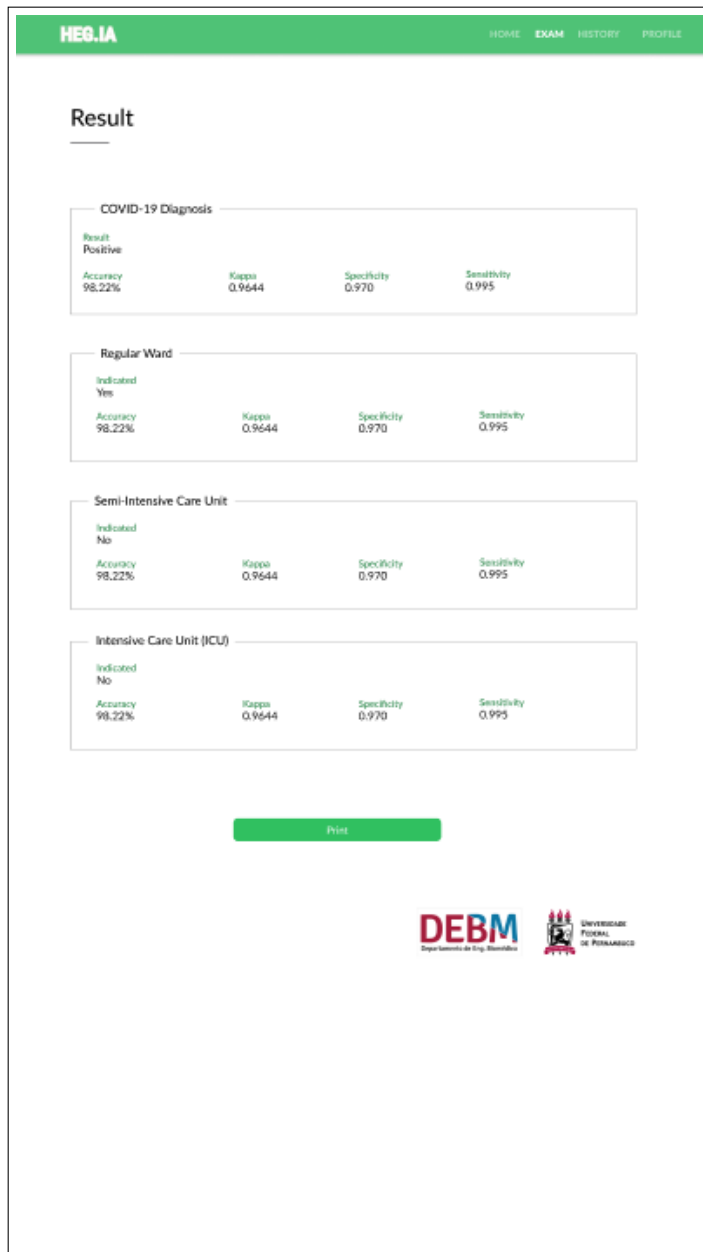 HEG.IA HOME EXAM HISTORY PROFILE
Result
COVID-19 Diagnosis
Result
Positive
Accuracy Kappa Specificity Sensitivity
98.22% 0.9644 0.970 0.995
Regular Ward
Indicated
Yes
Accuracy Kappa Specificity Sensitivity
98.22% 0.9644 0.970 0.995
Semi-Intensive Care Unit
Indicated
No
Accuracy Kappa Specificity Sensitivity
98.22% 0.9644 0.970 0.995
Intensive Care Unit (ICU)
Indicated
No
Accuracy Kappa Specificity Sensitivity
98.22% 0.9644 0.970 0.995
Print
DEBM
Departamento de Eng. Biomédica
Universidade
Federal
de Pernambuco